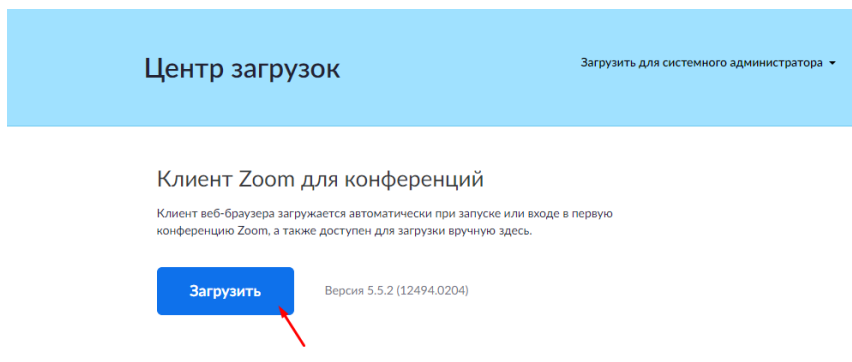 Центр загрузок
Загрузить для системного администратора
Клиент Zoom для конференций
Клиент веб-браузера загружается автоматически при запуске или входе в первую
конференцию Zoom, а также доступен для загрузки вручную здесь.
Загрузить
Версия 5.5.2 (12494.0204)